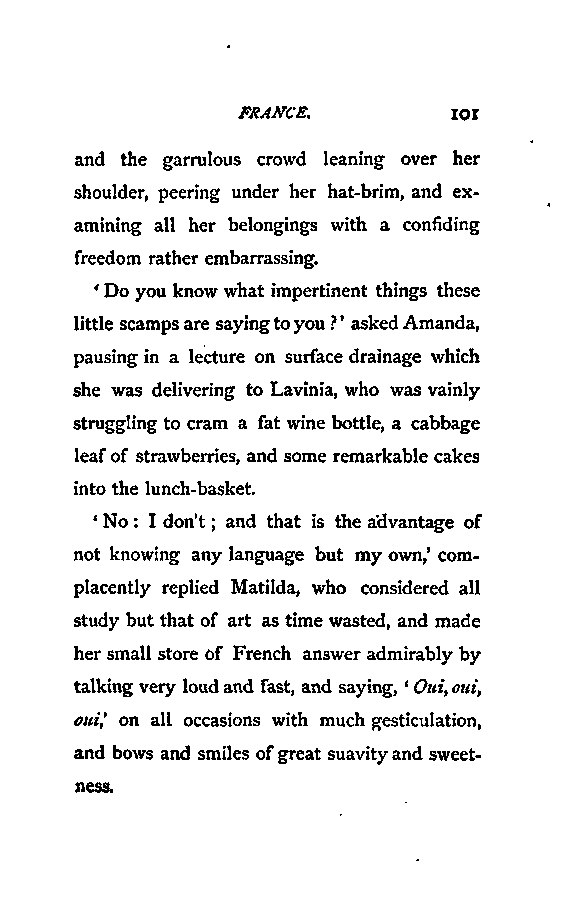 FRANCE. 101
and the garrulous crowd leaning over her
shoulder, peering under her hat-brim, and ex-
amining all her belongings with a confiding
freedom rather embarrassing.
‘Do you know what impertinent things these
little scamps are saying to you?’ asked Amanda,
pausing in a lecture on surface drainage which
she was delivering to Lavinia, who was vainly
struggling to cram a fat wine bottle, a cabbage
leaf of strawberries, and some remarkable cakes
into the lunch-basket.
‘No: I don't; and that is the advantage of
not knowing any language but my own,’ com-
placently replied Matilda, who considered all
study but that of art as time wasted, and made
her small store of French answer admirably by
talking very loud and fast, and saying, ‘Oui, oui,
oui,’ on all occasions with much gesticulation,
and bows and smiles of great suavity and sweet-
ness.